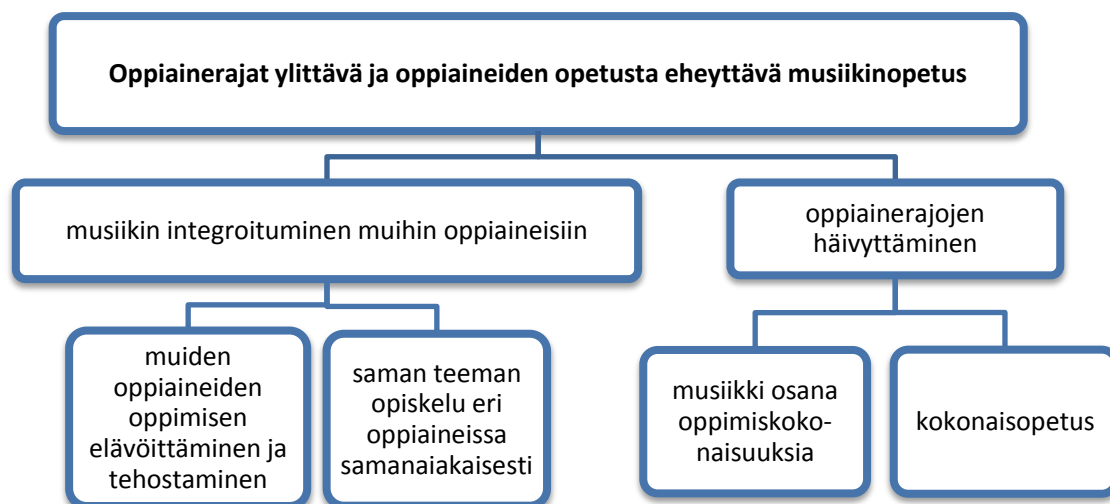 Oppiainerajat ylittävä ja oppiaineiden opetusta eheyttävä musiikinopetus
musiikin integroituminen muihin oppiaineisiin
oppiainerajojen
häivyttäminen
muiden
oppiaineiden
oppimisen
elävöittäminen ja
tehostaminen
saman teeman
opiskelu eri
oppiaineissa
samanaiakaisesti
musiikki osana
oppimiskoko-
naisuuksia
kokonaisopetus